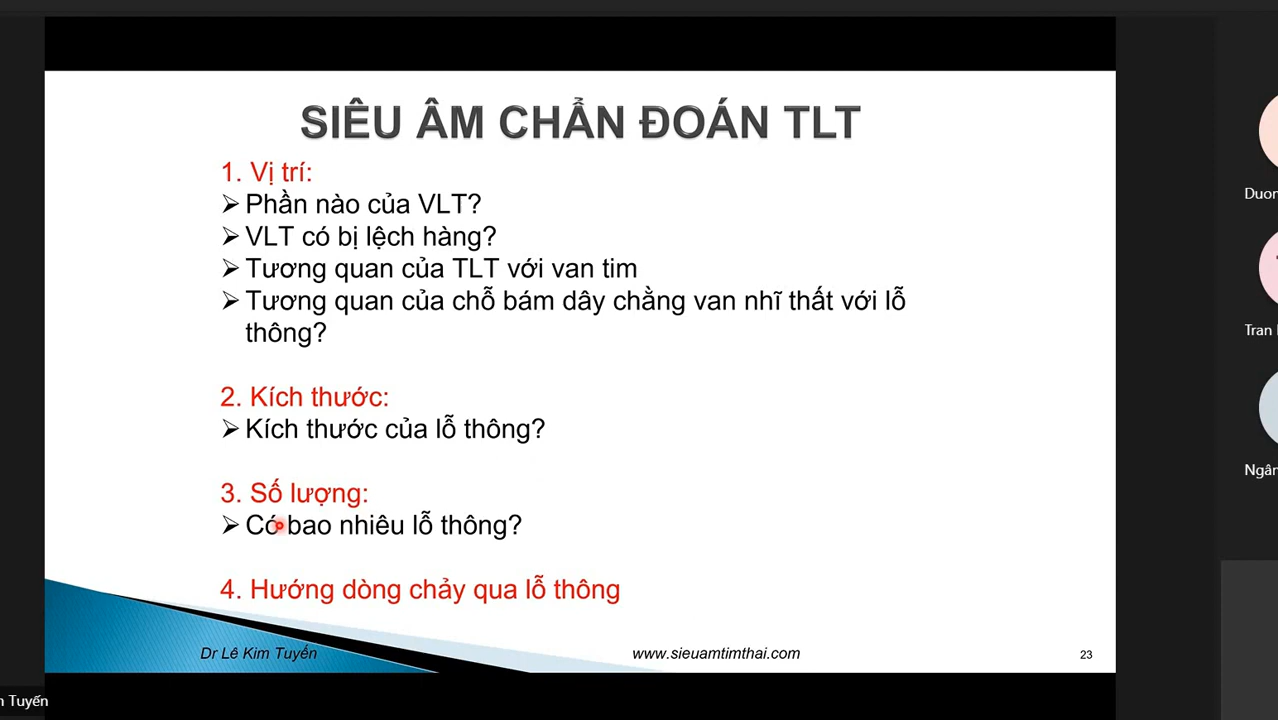 SIÊU ÂM CHẨN ĐOÁN TLT
1. Vị trí:
➢ Phần nào của VLT?
➢ VLT có bị lệch hàng?
➢ Tương quan của TLT với van tim
➢ Tương quan của chỗ bám dây chằng van nhĩ thất với lỗ
thông?
2. Kích thước:
➢ Kích thước của lỗ thông?
3. Số lượng:
➢ Có bao nhiêu lỗ thông?
4. Hướng dòng chảy qua lỗ thông
Dr Lê Kim Tuyến
www.sieuamtimthai.com
23
Tuyến
Tran
Ngân